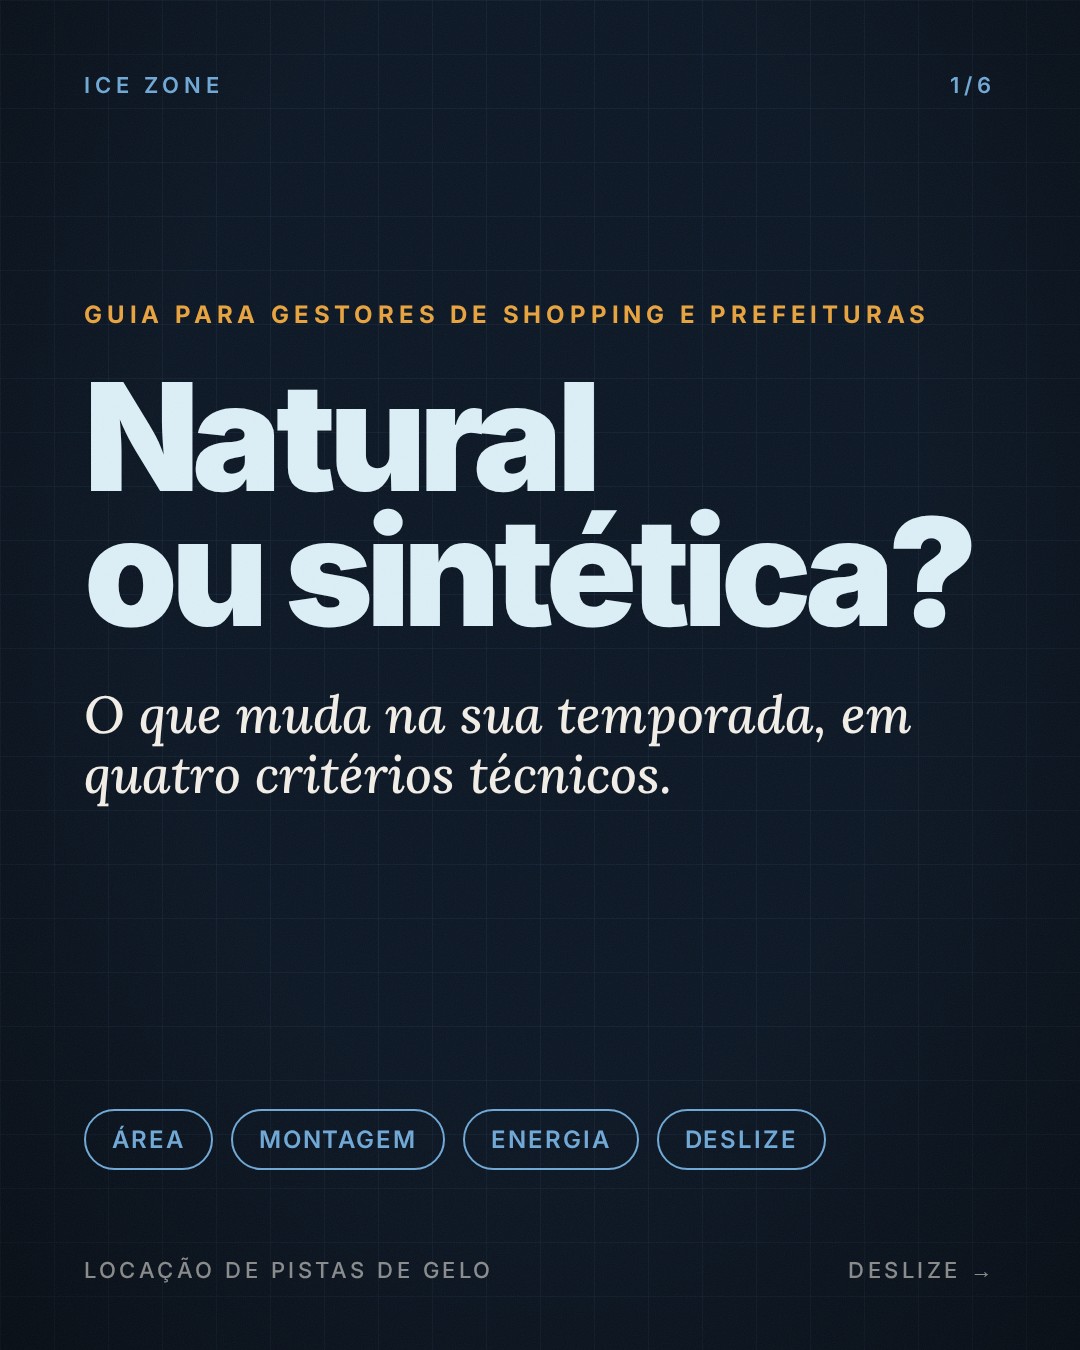 ICE ZONE
1/6
GUIA PARA GESTORES DE SHOPPING E PREFEITURAS
Natural
ou sintética?
O que muda na sua temporada, em
quatro critérios técnicos.
ÁREA
MONTAGEM
ENERGIA
DESLIZE
LOCAÇÃO DE PISTAS DE GELO
DESLIZE →